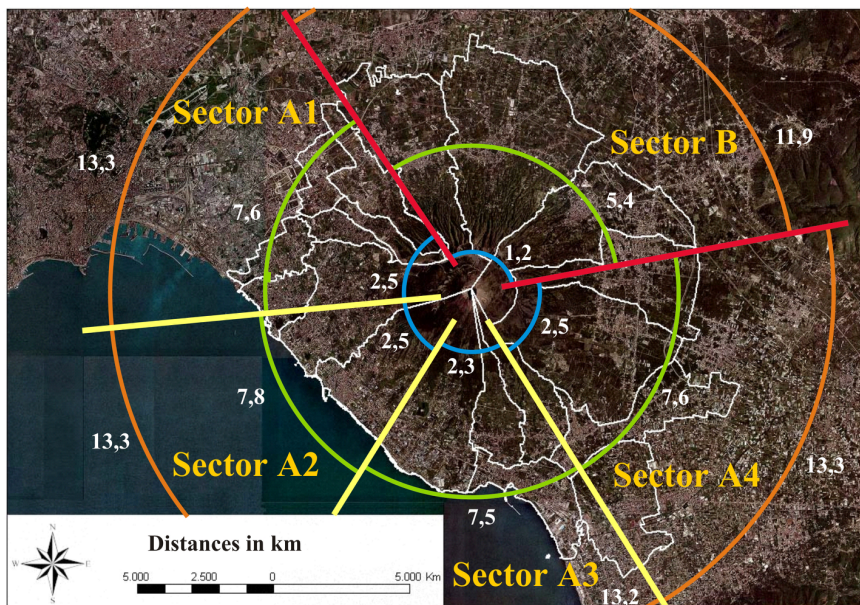 Sector A1
Sector B
11,9
13,3
7,6
5,4
1,2
2,5
2,5
2,5
2,3
7,8
7,6
13,3
Sector A2
Sector A4
13,3
7,5
N
W
E
S
Distances in km
5.000 2.500 0 5.000 Km
Sector A3
13,2